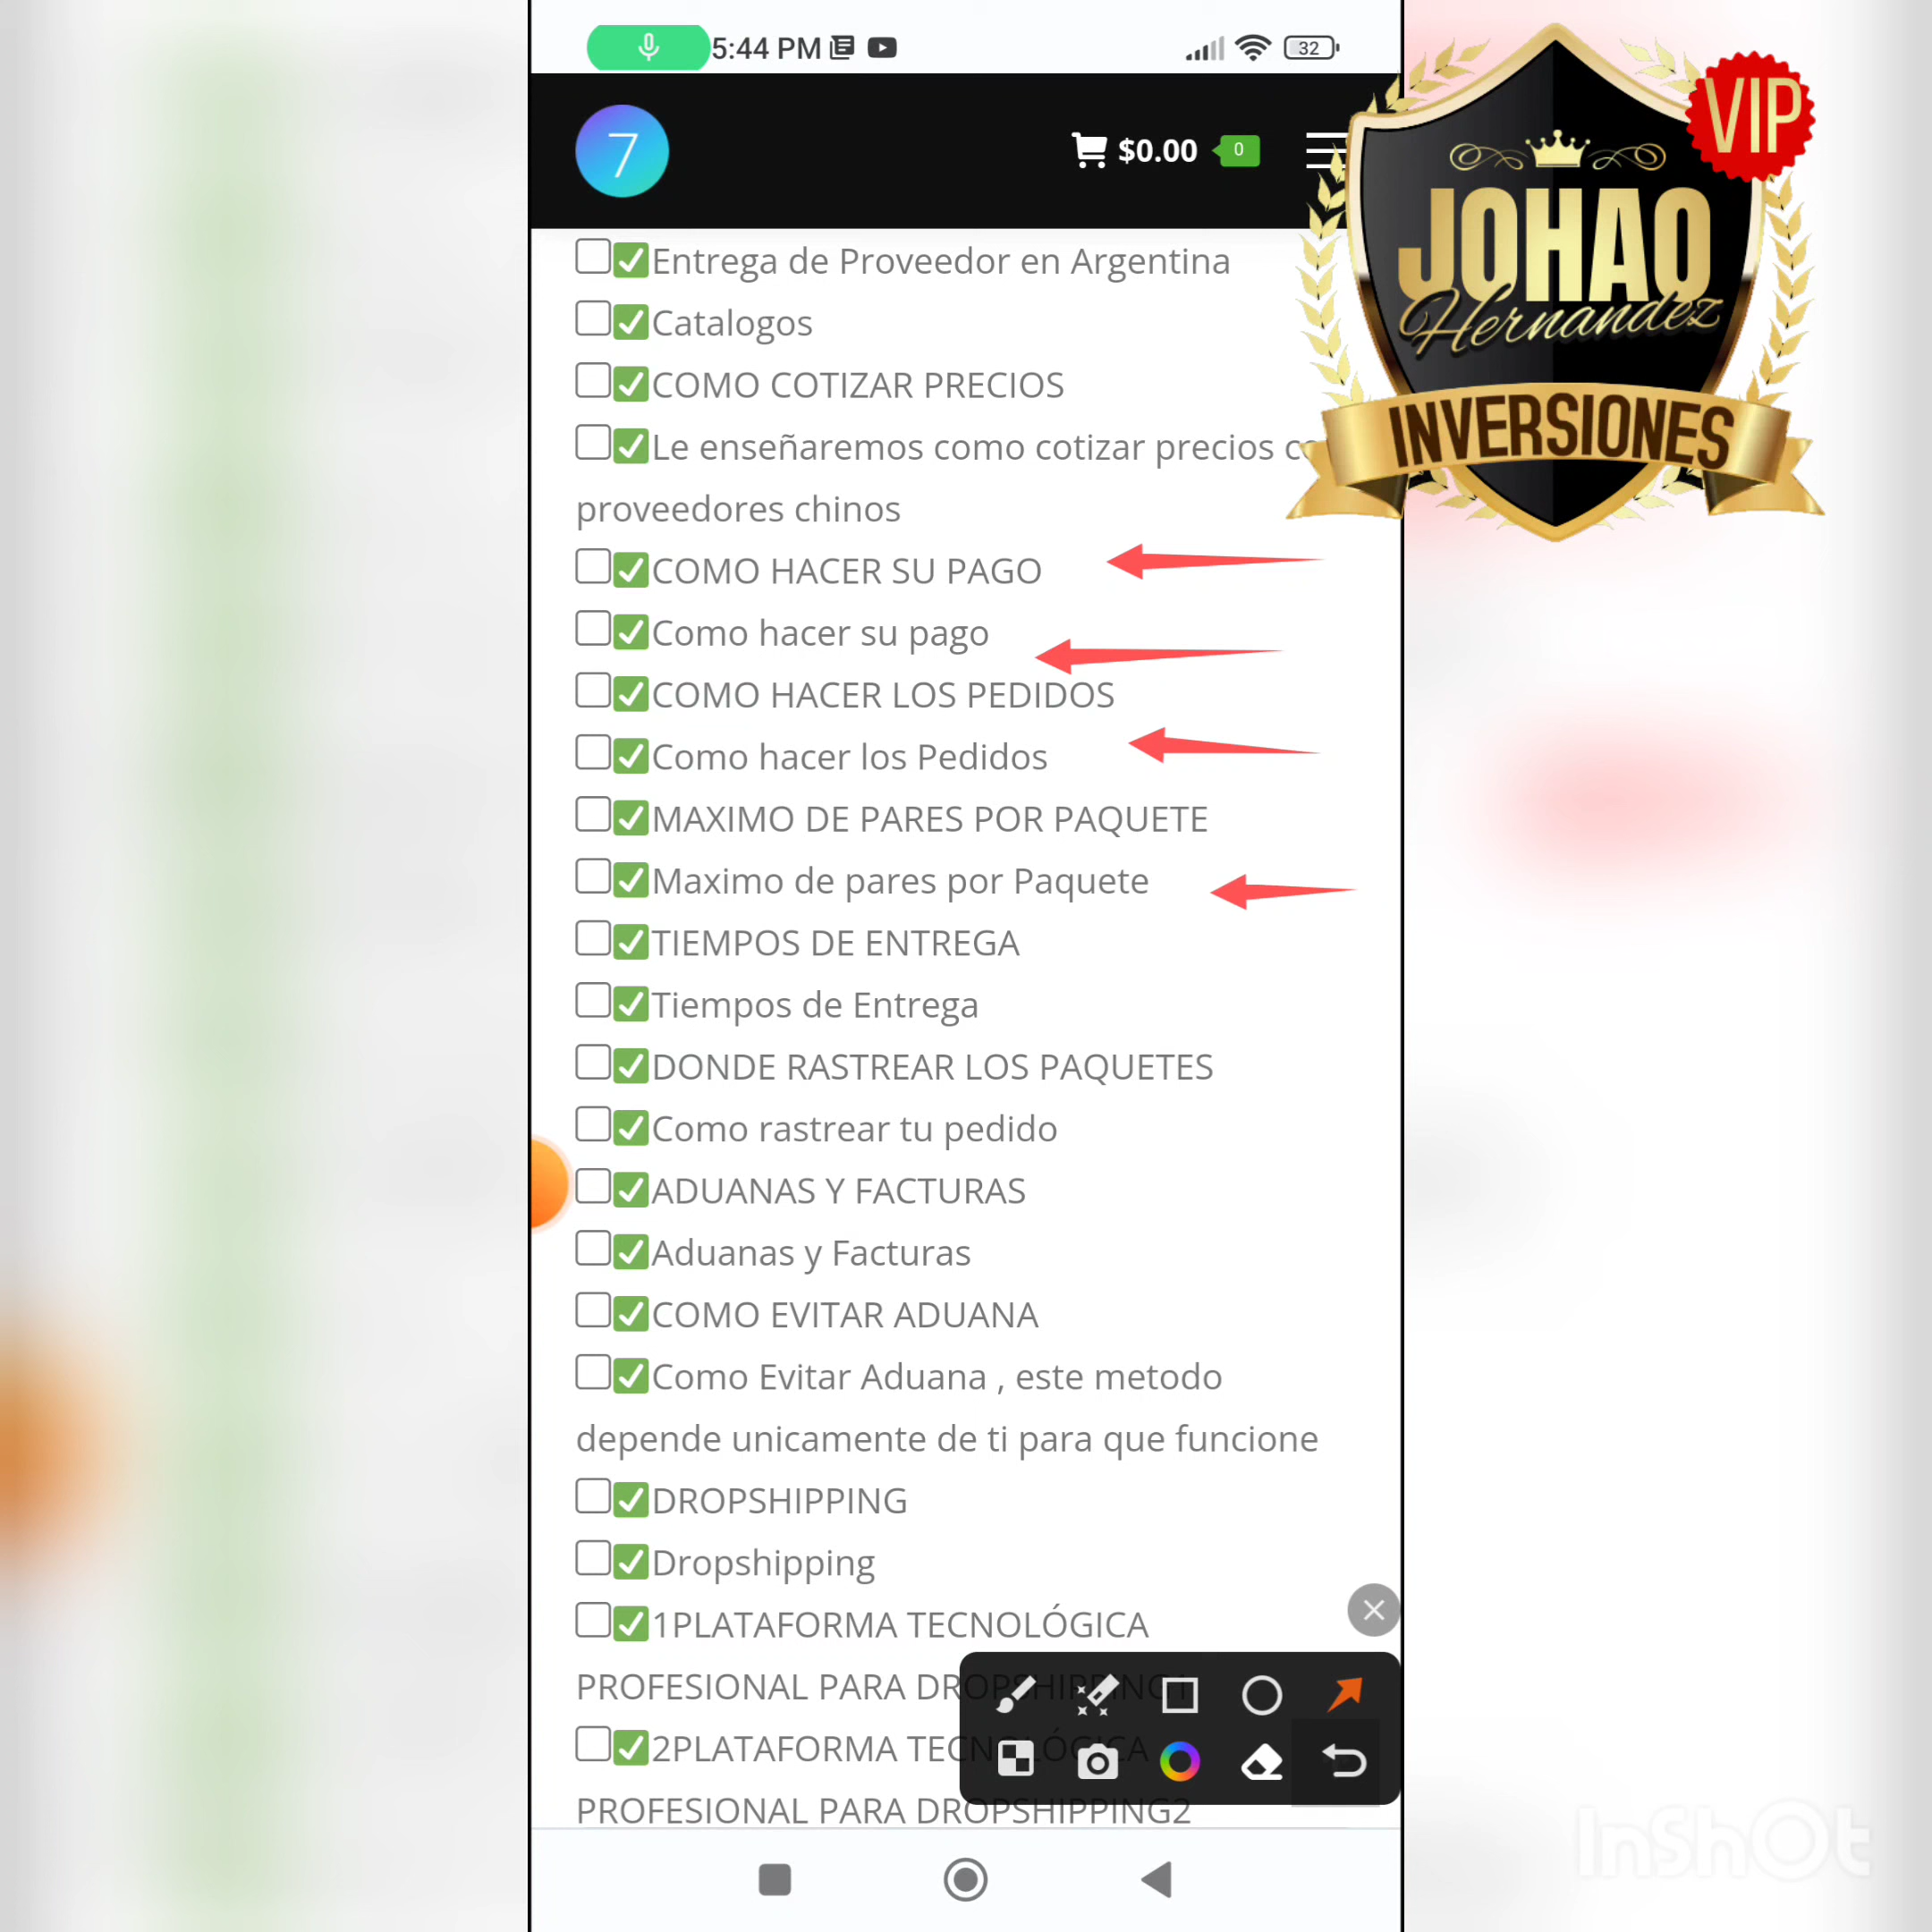 5:44 PM
32
7
$0.00
0
VIP
JOHAO
Hernandez
INVERSIONES
Entrega de Proveedor en Argentina
Catalogos
COMO COTIZAR PRECIOS
Le enseñaremos como cotizar precios
proveedores chinos
COMO HACER SU PAGO
Como hacer su pago
COMO HACER LOS PEDIDOS
Como hacer los Pedidos
MAXIMO DE PARES POR PAQUETE
Maximo de pares por Paquete
TIEMPOS DE ENTREGA
Tiempos de Entrega
DONDE RASTREAR LOS PAQUETES
Como rastrear tu pedido
ADUANAS Y FACTURAS
Aduanas y Facturas
COMO EVITAR ADUANA
Como Evitar Aduana , este metodo
depende unicamente de ti para que funcione
DROPSHIPPING
Dropshipping
1PLATAFORMA TECNOLÓGICA
PROFESIONAL PARA DROPSHIPPING1
2PLATAFORMA TECNOLÓGICA
PROFESIONAL PARA DROPSHIPPING2
InShOt